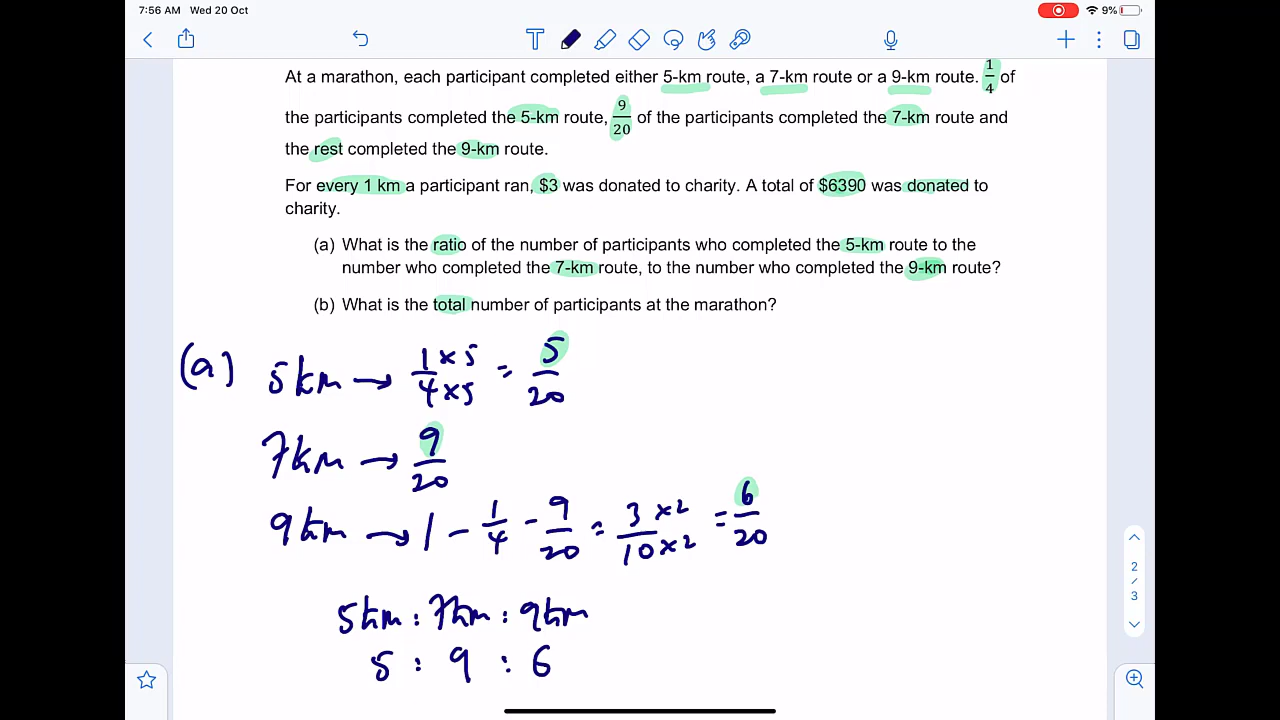 7:56 AM Wed 20 Oct 9%
At a marathon, each participant completed either 5-km route, a 7-km route or a 9-km route. 1/4 of
the participants completed the 5-km route, 9/20 of the participants completed the 7-km route and
the rest completed the 9-km route.
For every 1 km a participant ran, $3 was donated to charity. A total of $6390 was donated to
charity.
(a) What is the ratio of the number of participants who completed the 5-km route to the
number who completed the 7-km route, to the number who completed the 9-km route?
(b) What is the total number of participants at the marathon?
(a) 5km → 1×5/4×5 = 5/20
7km → 9/20
9km → 1 - 1/4 - 9/20 = 3×2/10×2 = 6/20
5km : 7km : 9km
5 : 9 : 6
2
/
3